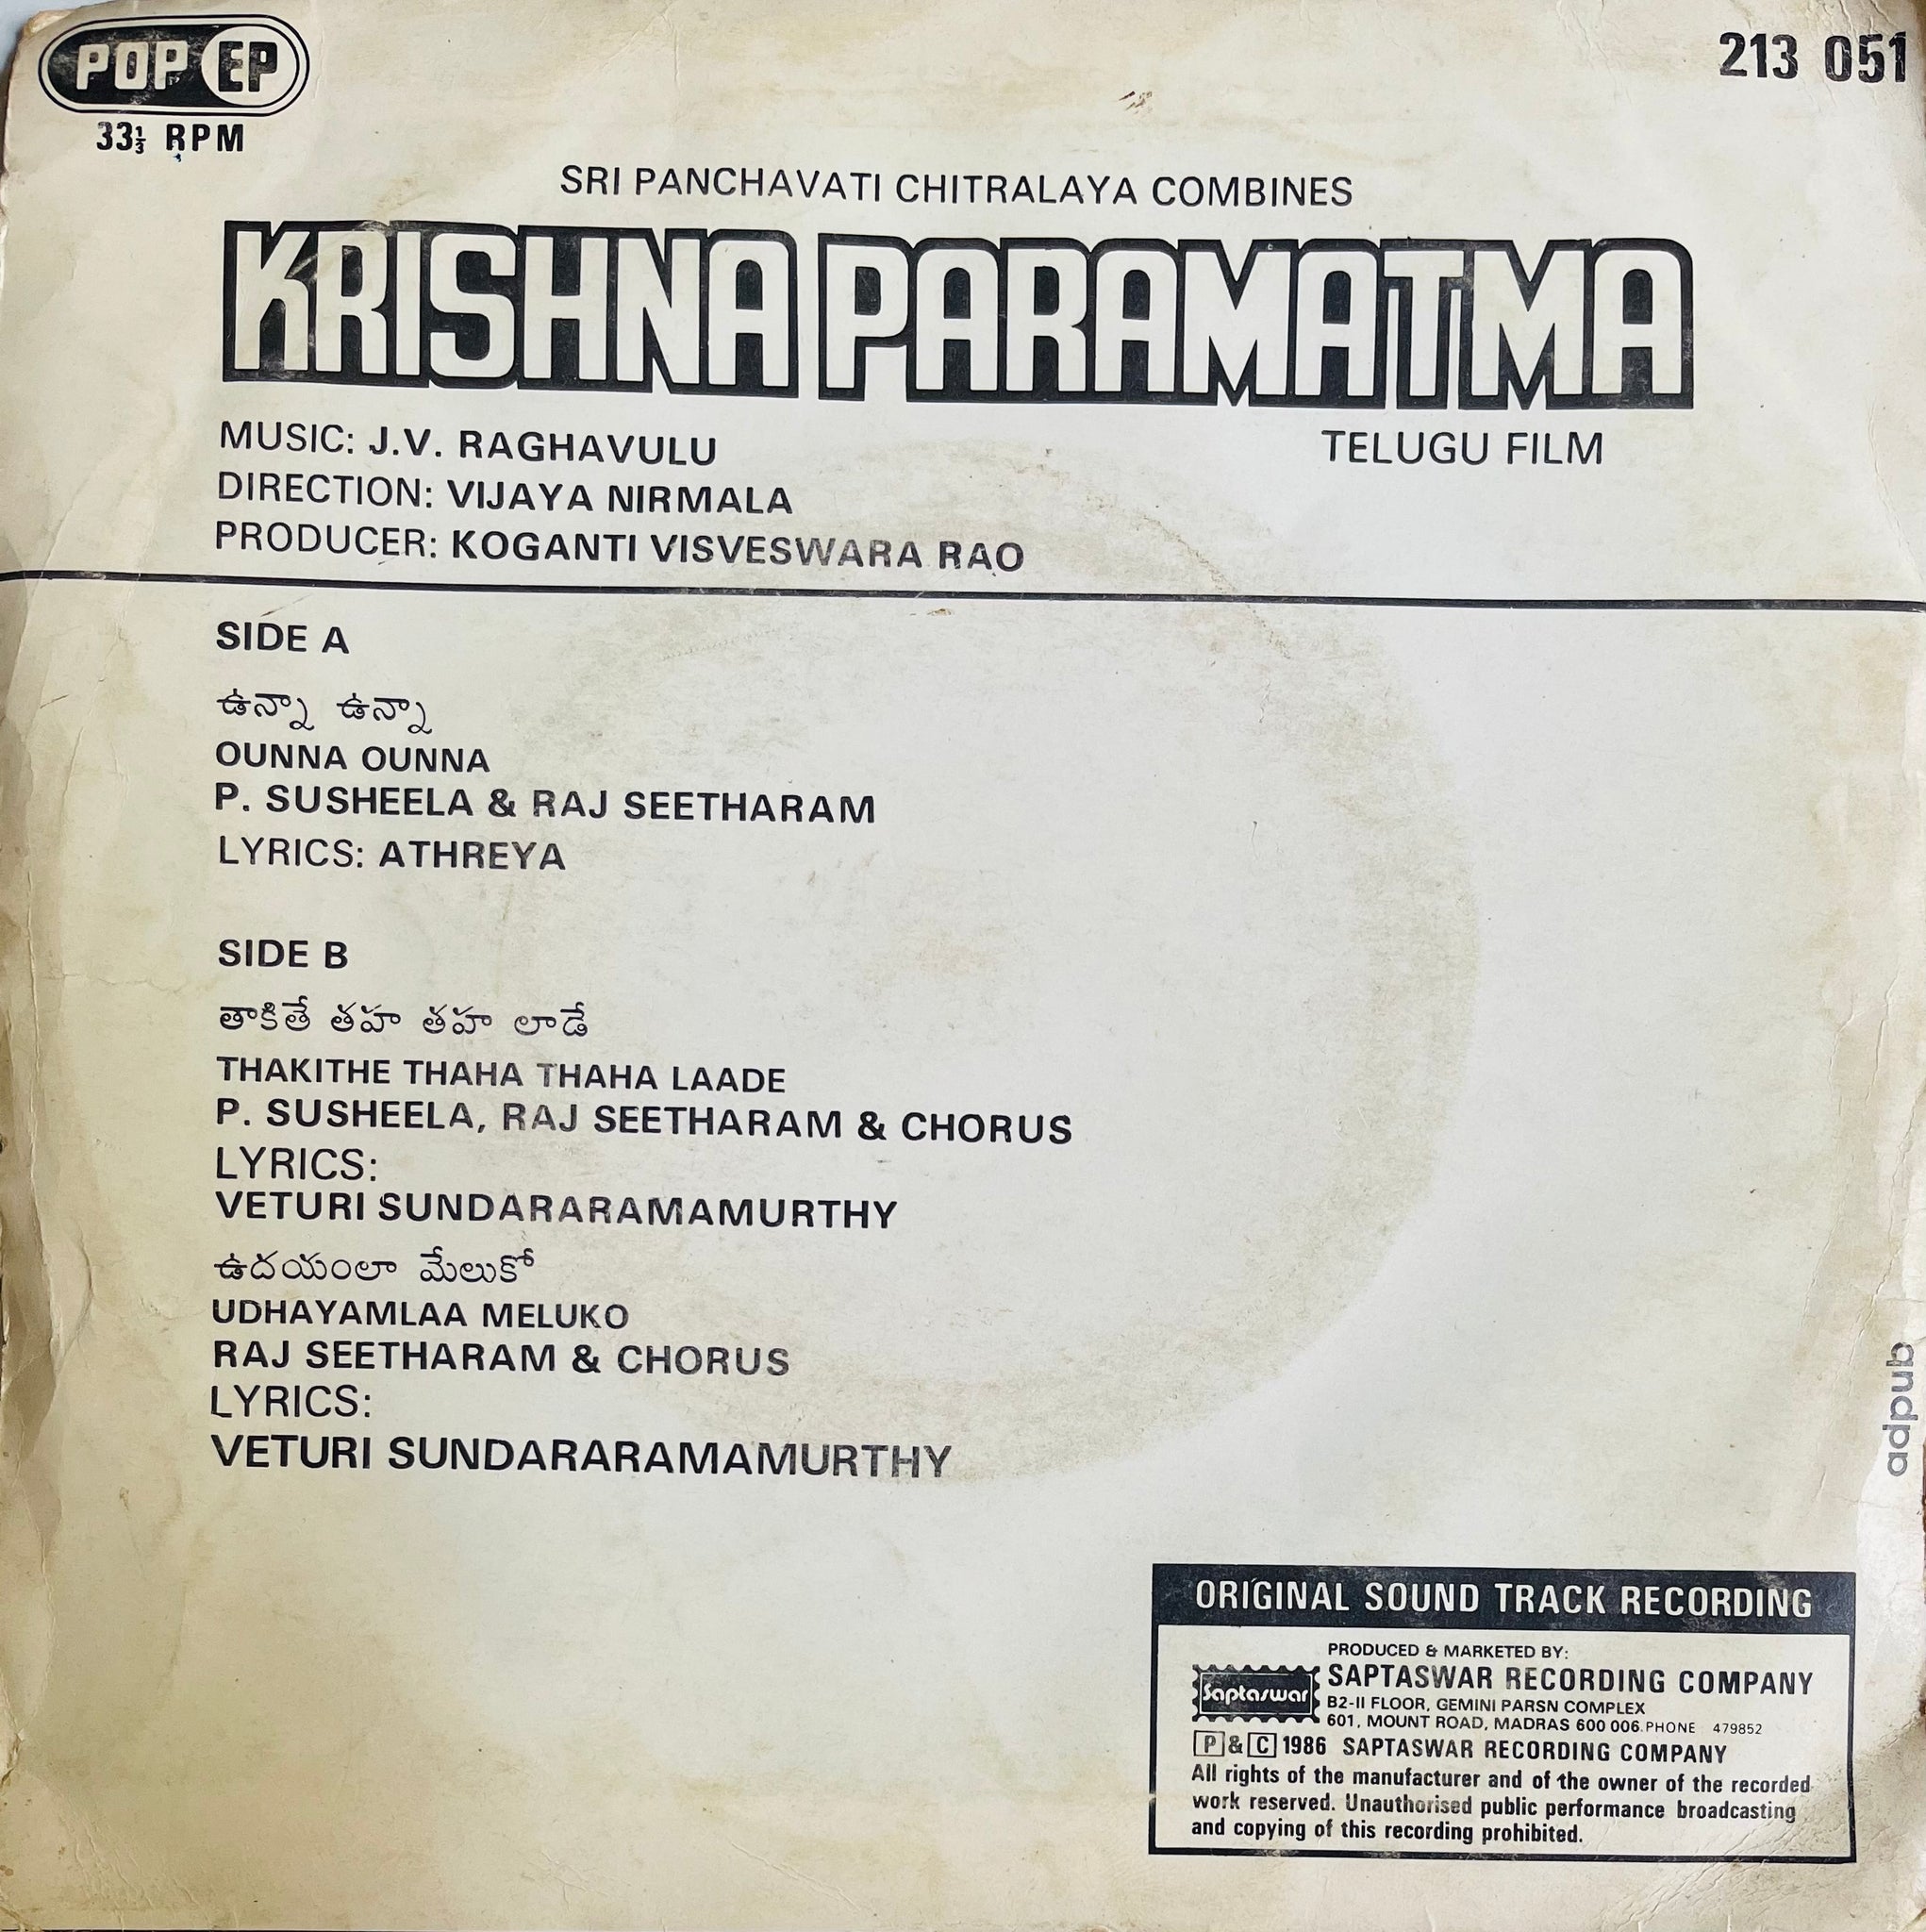 POP EP
213 051
33⅓ RPM
SRI PANCHAVATI CHITRALAYA COMBINES
KRISHNA PARAMATMA
MUSIC: J.V. RAGHAVULU
TELUGU FILM
DIRECTION: VIJAYA NIRMALA
PRODUCER: KOGANTI VISVESWARA RAO
SIDE A
ఉన్నా ఉన్నా
OUNNA OUNNA
P. SUSHEELA & RAJ SEETHARAM
LYRICS: ATHREYA
SIDE B
తాకితే తహ తహ లాడే
THAKITHE THAHA THAHA LAADE
P. SUSHEELA, RAJ SEETHARAM & CHORUS
LYRICS:
VETURI SUNDARARAMAMURTHY
ఉదయంలా మేలుకో
UDHAYAMLAA MELUKO
RAJ SEETHARAM & CHORUS
LYRICS:
VETURI SUNDARARAMAMURTHY
adpub
ORIGINAL SOUND TRACK RECORDING
PRODUCED & MARKETED BY:
Saptaswar
SAPTASWAR RECORDING COMPANY
B2-II FLOOR, GEMINI PARSN COMPLEX
601, MOUNT ROAD, MADRAS 600 006. PHONE 479852
P & C 1986 SAPTASWAR RECORDING COMPANY
All rights of the manufacturer and of the owner of the recorded
work reserved. Unauthorised public performance broadcasting
and copying of this recording prohibited.